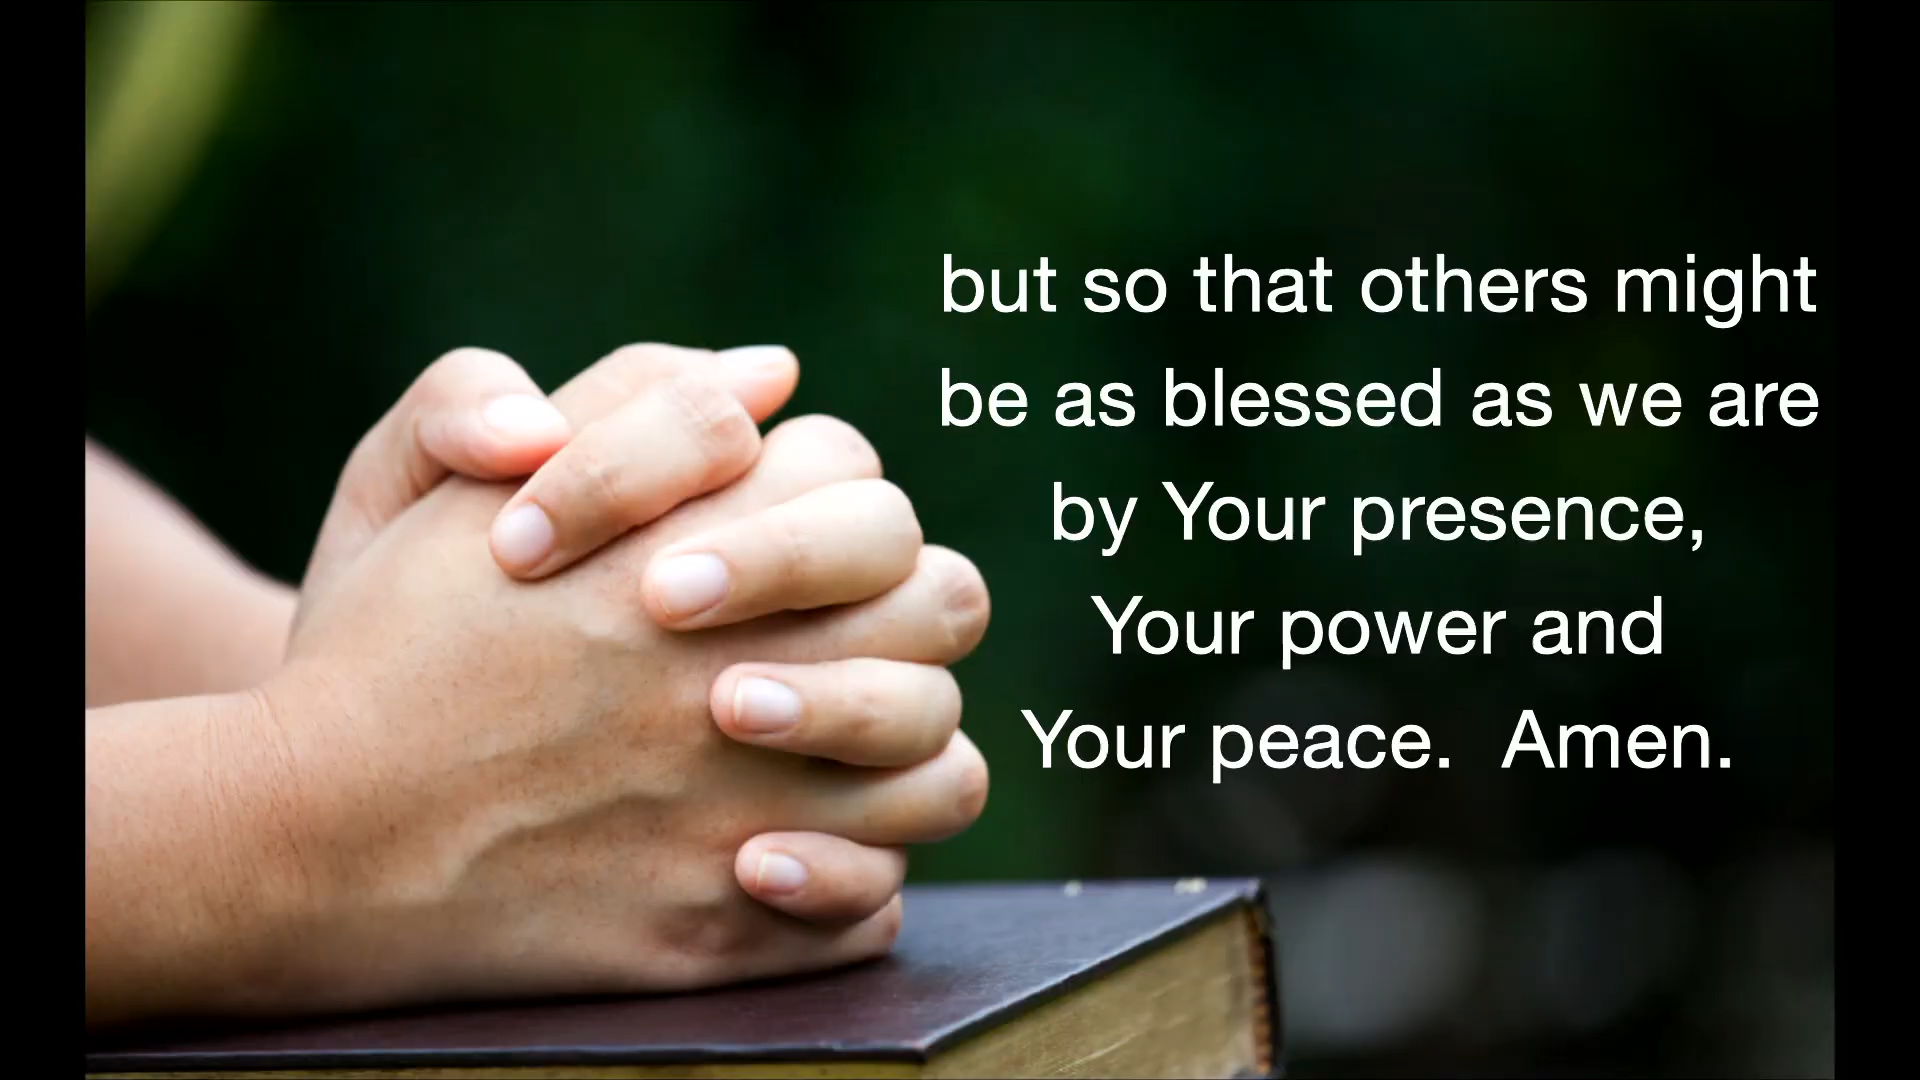 but so that others might
be as blessed as we are
by Your presence,
Your power and
Your peace.  Amen.